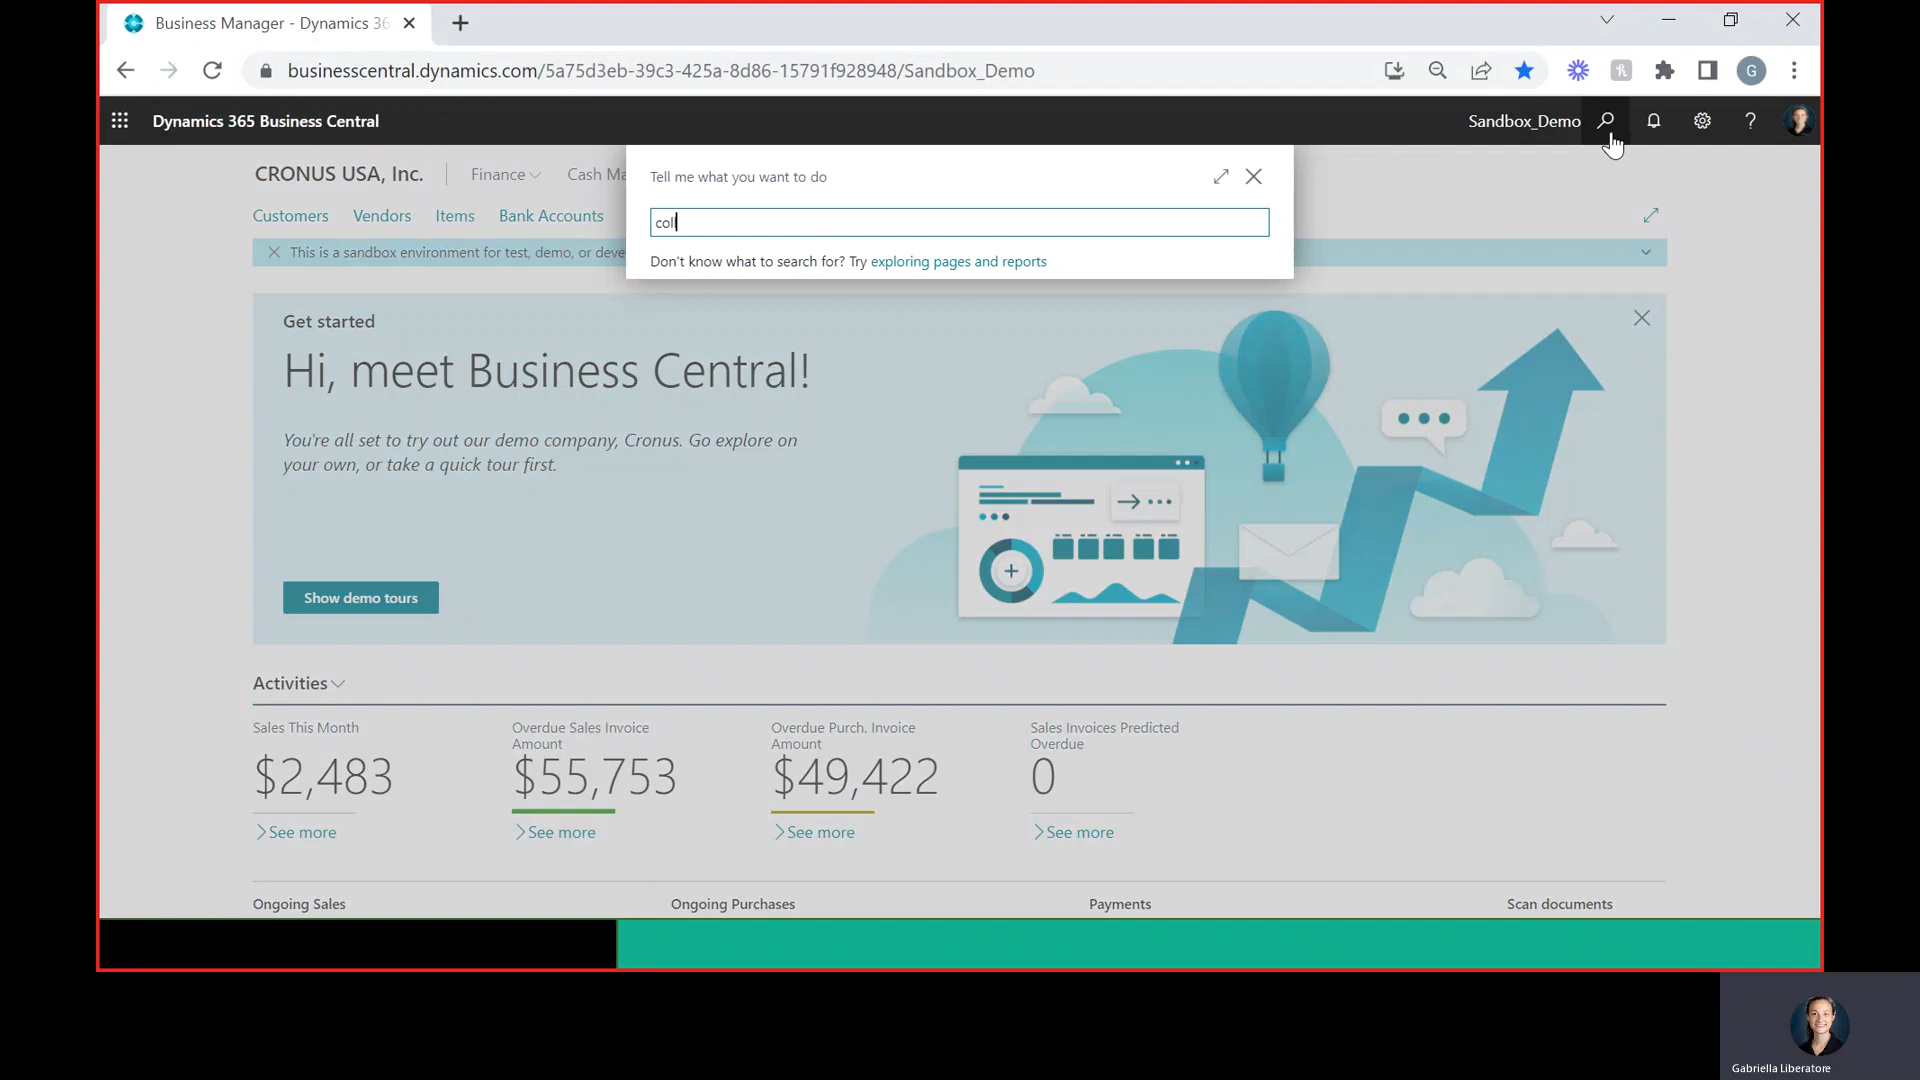 Business Manager - Dynamics 36
businesscentral.dynamics.com/5a75d3eb-39c3-425a-8d86-15791f928948/Sandbox_Demo
G
Dynamics 365 Business Central
Sandbox_Demo
?
CRONUS USA, Inc.
Finance
Cash Ma
Tell me what you want to do
Customers
Vendors
Items
Bank Accounts
coll
This is a sandbox environment for test, demo, or deve
Don't know what to search for? Try exploring pages and reports
Get started
Hi, meet Business Central!
You're all set to try out our demo company, Cronus. Go explore on
your own, or take a quick tour first.
Show demo tours
Activities
Sales This Month
$2,483
See more
Overdue Sales Invoice
Amount
$55,753
See more
Overdue Purch. Invoice
Amount
$49,422
See more
Sales Invoices Predicted
Overdue
0
See more
Ongoing Sales
Ongoing Purchases
Payments
Scan documents
Gabriella Liberatore